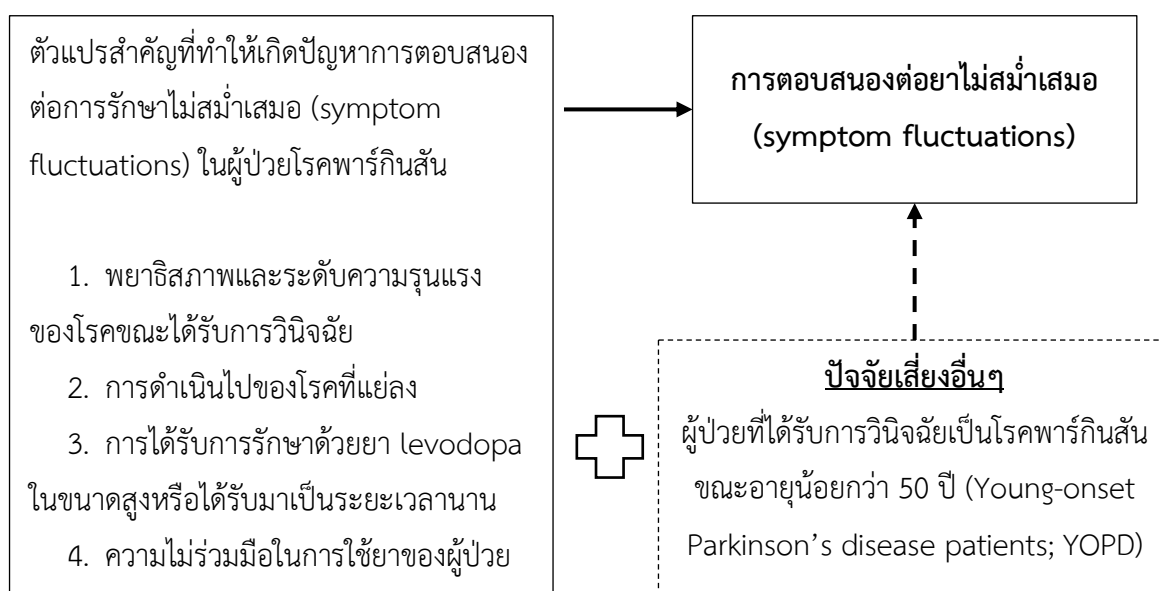 ตัวแปรสำคัญที่ทำให้เกิดปัญหาการตอบสนอง
ต่อการรักษาไม่สม่ำเสมอ (symptom
fluctuations) ในผู้ป่วยโรคพาร์กินสัน
1. พยาธิสภาพและระดับความรุนแรง
ของโรคขณะได้รับการวินิจฉัย
2. การดำเนินไปของโรคที่แย่ลง
3. การได้รับการรักษาด้วยยา levodopa
ในขนาดสูงหรือได้รับมาเป็นระยะเวลานาน
4. ความไม่ร่วมมือในการใช้ยาของผู้ป่วย
การตอบสนองต่อยาไม่สม่ำเสมอ
(symptom fluctuations)
ปัจจัยเสี่ยงอื่นๆ
ผู้ป่วยที่ได้รับการวินิจฉัยเป็นโรคพาร์กินสัน
ขณะอายุน้อยกว่า 50 ปี (Young-onset
Parkinson’s disease patients; YOPD)